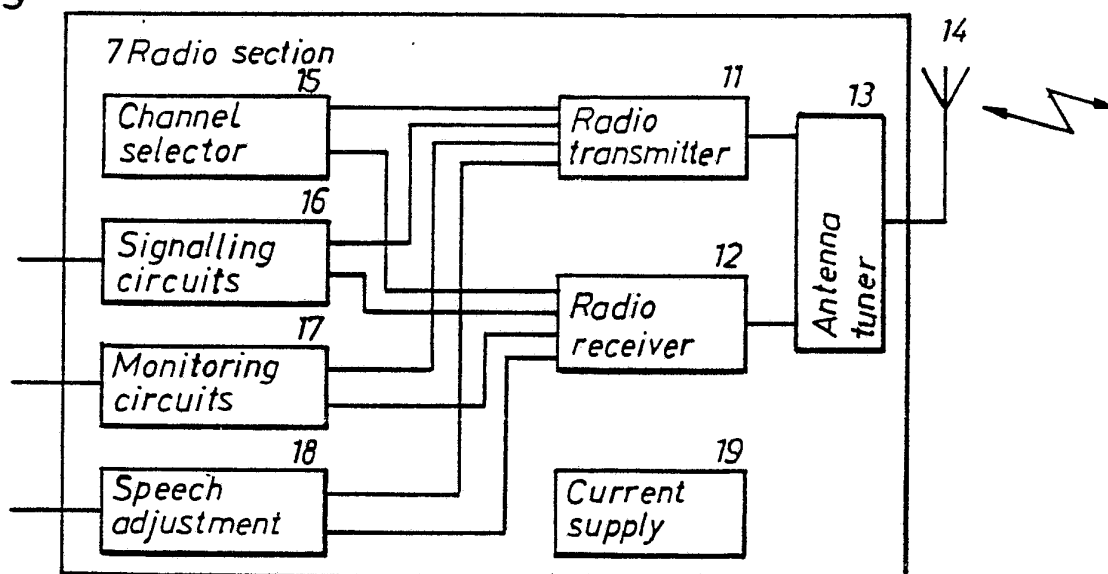 7 Radio section
15
Channel
selector
16
Signalling
circuits
17
Monitoring
circuits
18
Speech
adjustment
11
Radio
transmitter
12
Radio
receiver
19
Current
supply
13
Antenna
tuner
14